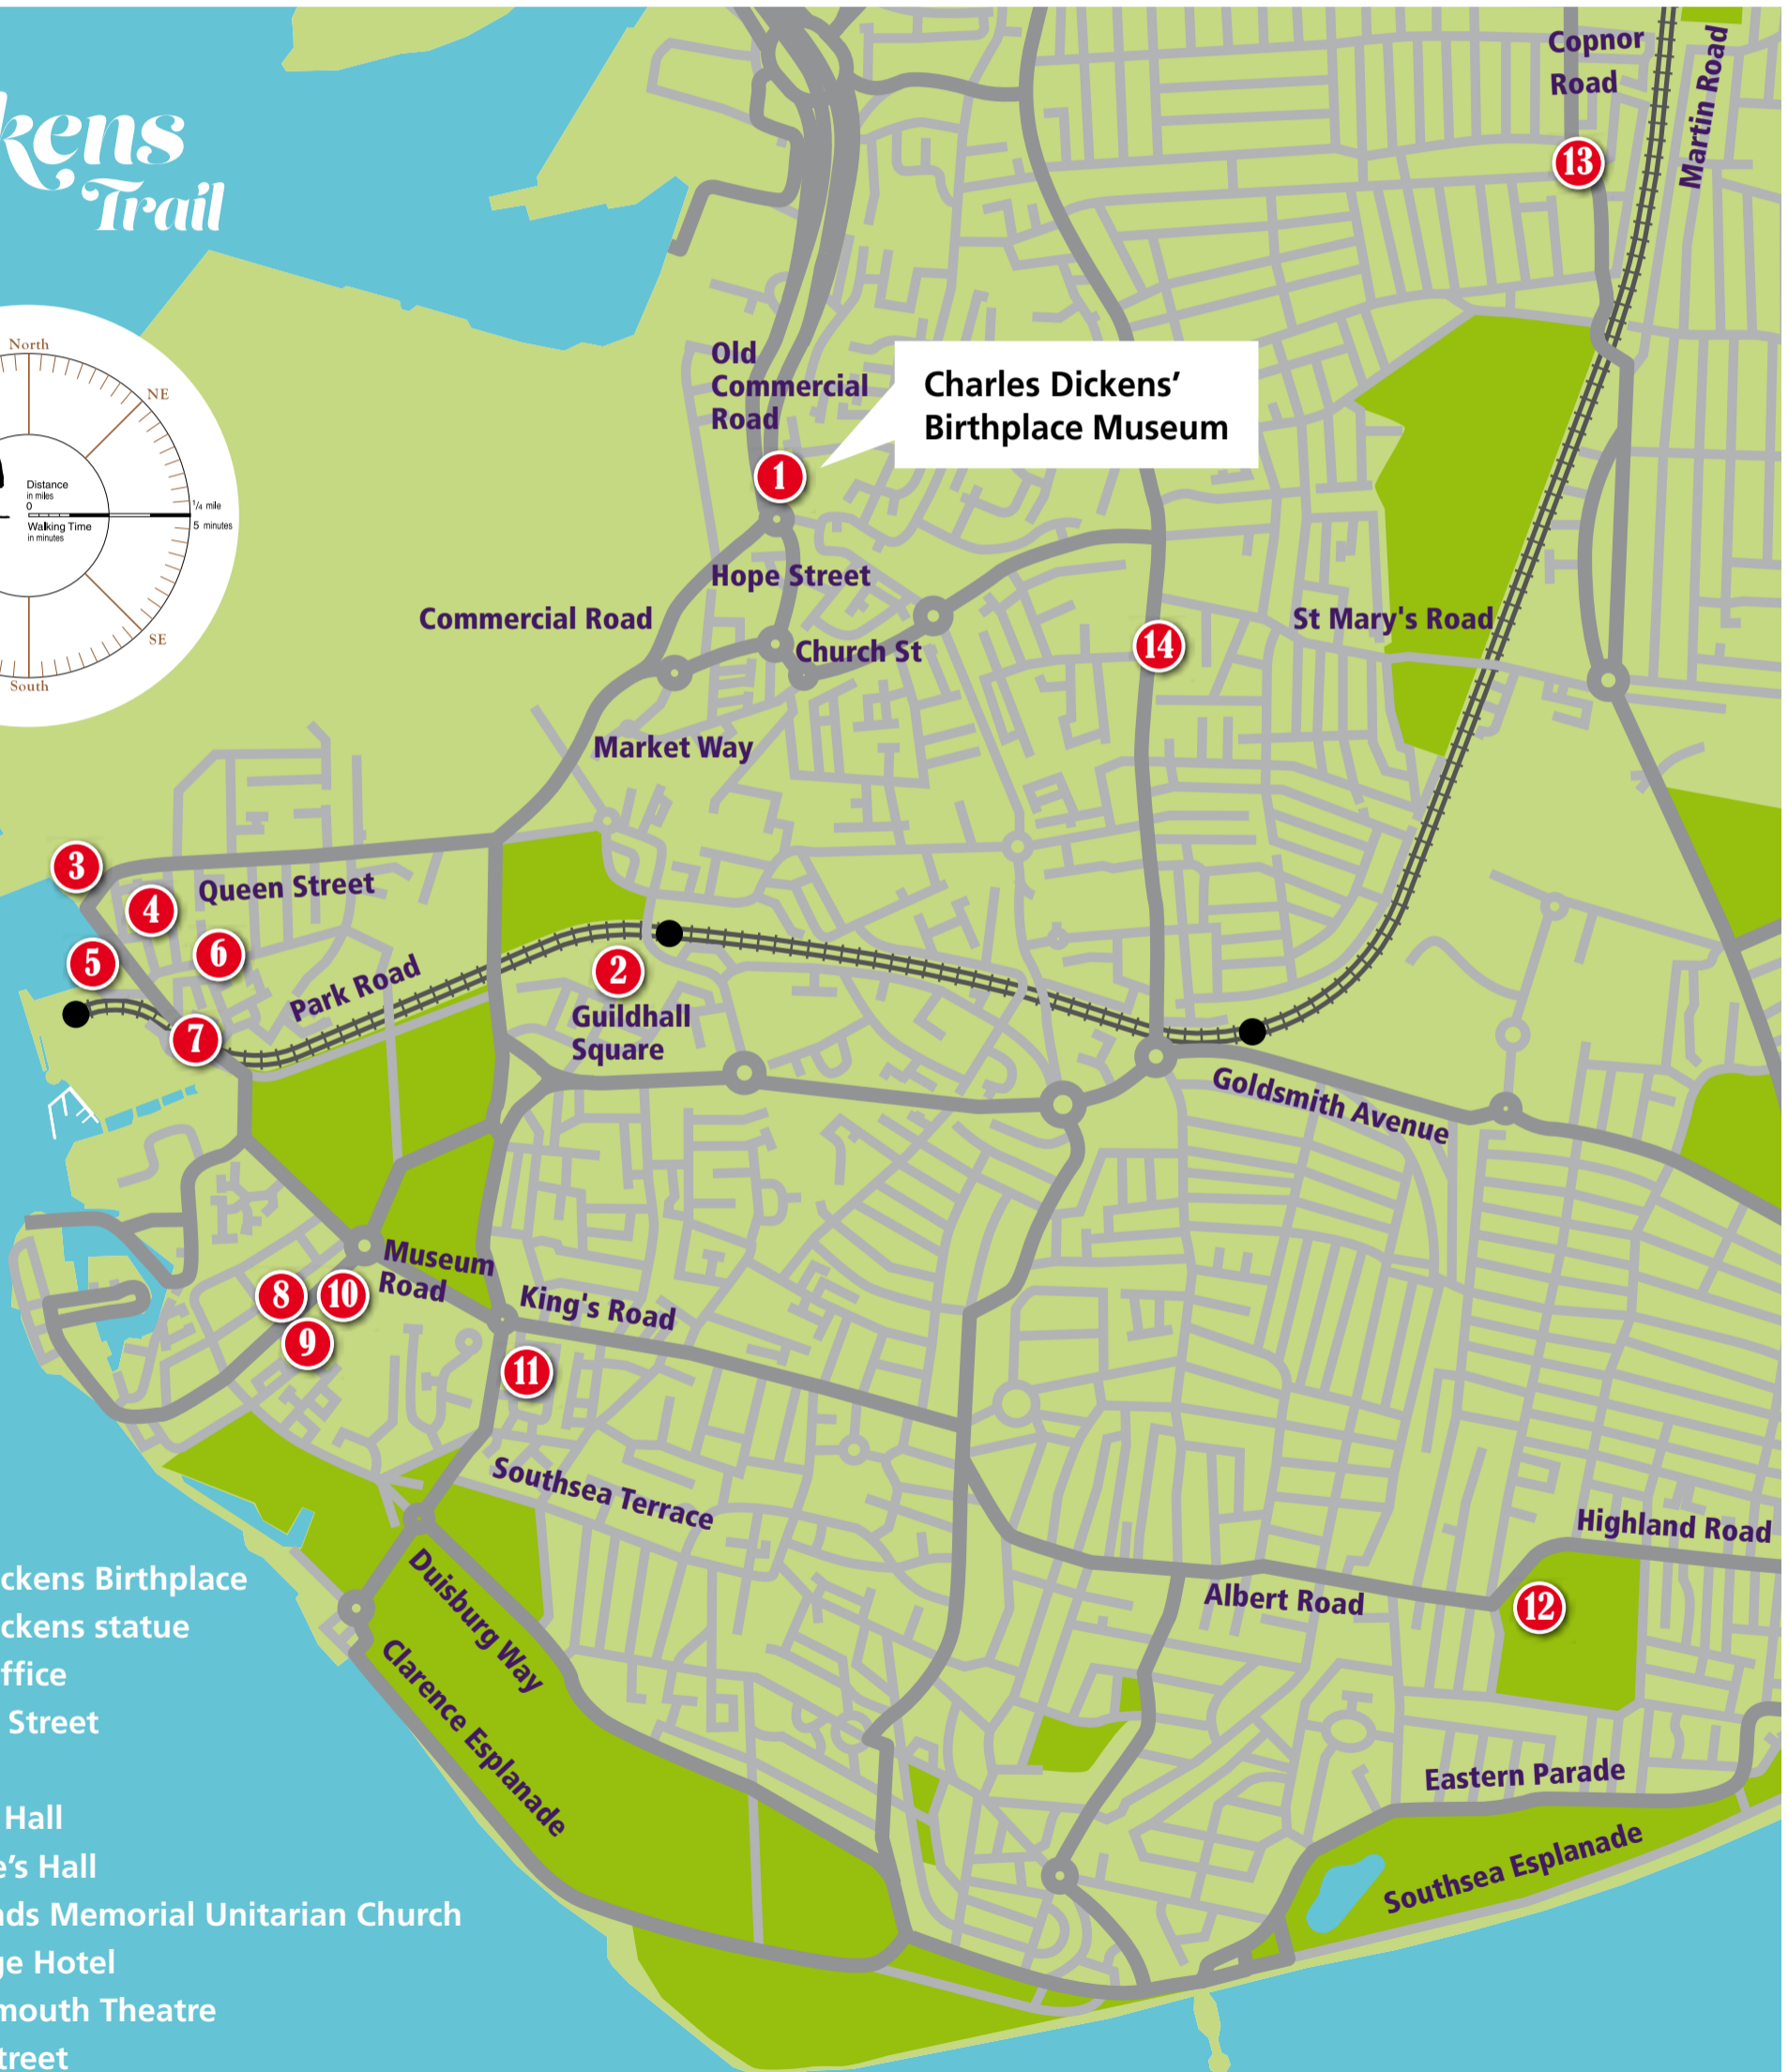 kens
Trail
North
NE
Distance
in miles
0
1/4 mile
Walking Time
in minutes
5 minutes
SE
South
Copnor
Road
Martin Road
13
Old
Commercial
Road
Charles Dickens’
Birthplace Museum
1
Hope Street
Commercial Road
Church St
14
St Mary's Road
Market Way
3
Queen Street
4
5
6
Park Road
2
Guildhall
Square
7
Goldsmith Avenue
Museum
Road
8
10
9
King's Road
11
Southsea Terrace
Highland Road
Albert Road
12
Duisburg Way
Clarence Esplanade
Eastern Parade
Southsea Esplanade
ckens Birthplace
ckens statue
ffice
Street
Hall
e’s Hall
nds Memorial Unitarian Church
ge Hotel
mouth Theatre
treet